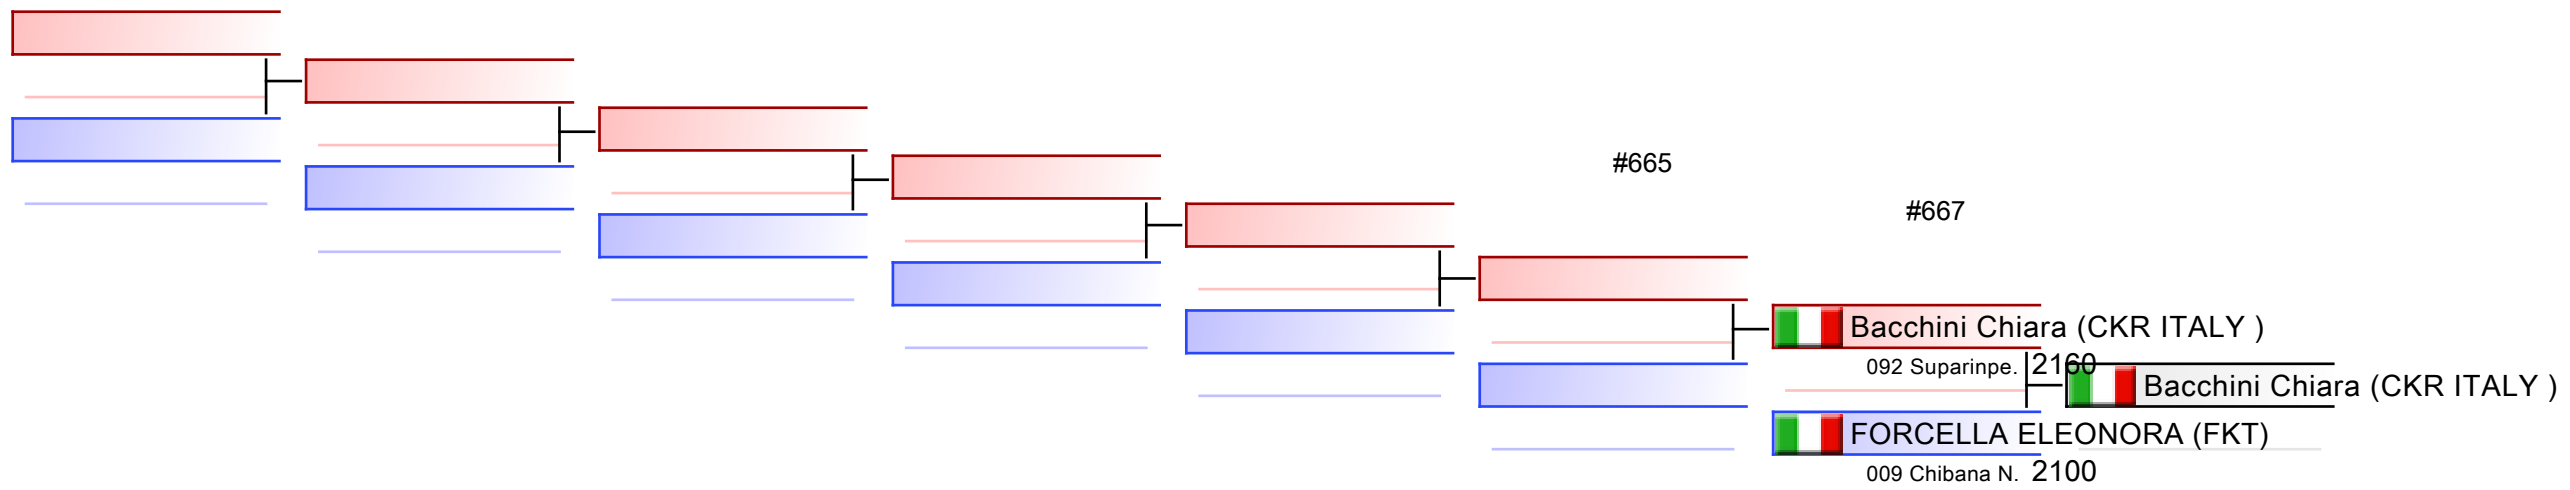 #665
#667
Bacchini Chiara (CKR ITALY )
092 Suparinpe. 2160
Bacchini Chiara (CKR ITALY )
FORCELLA ELEONORA (FKT)
009 Chibana N. 2100